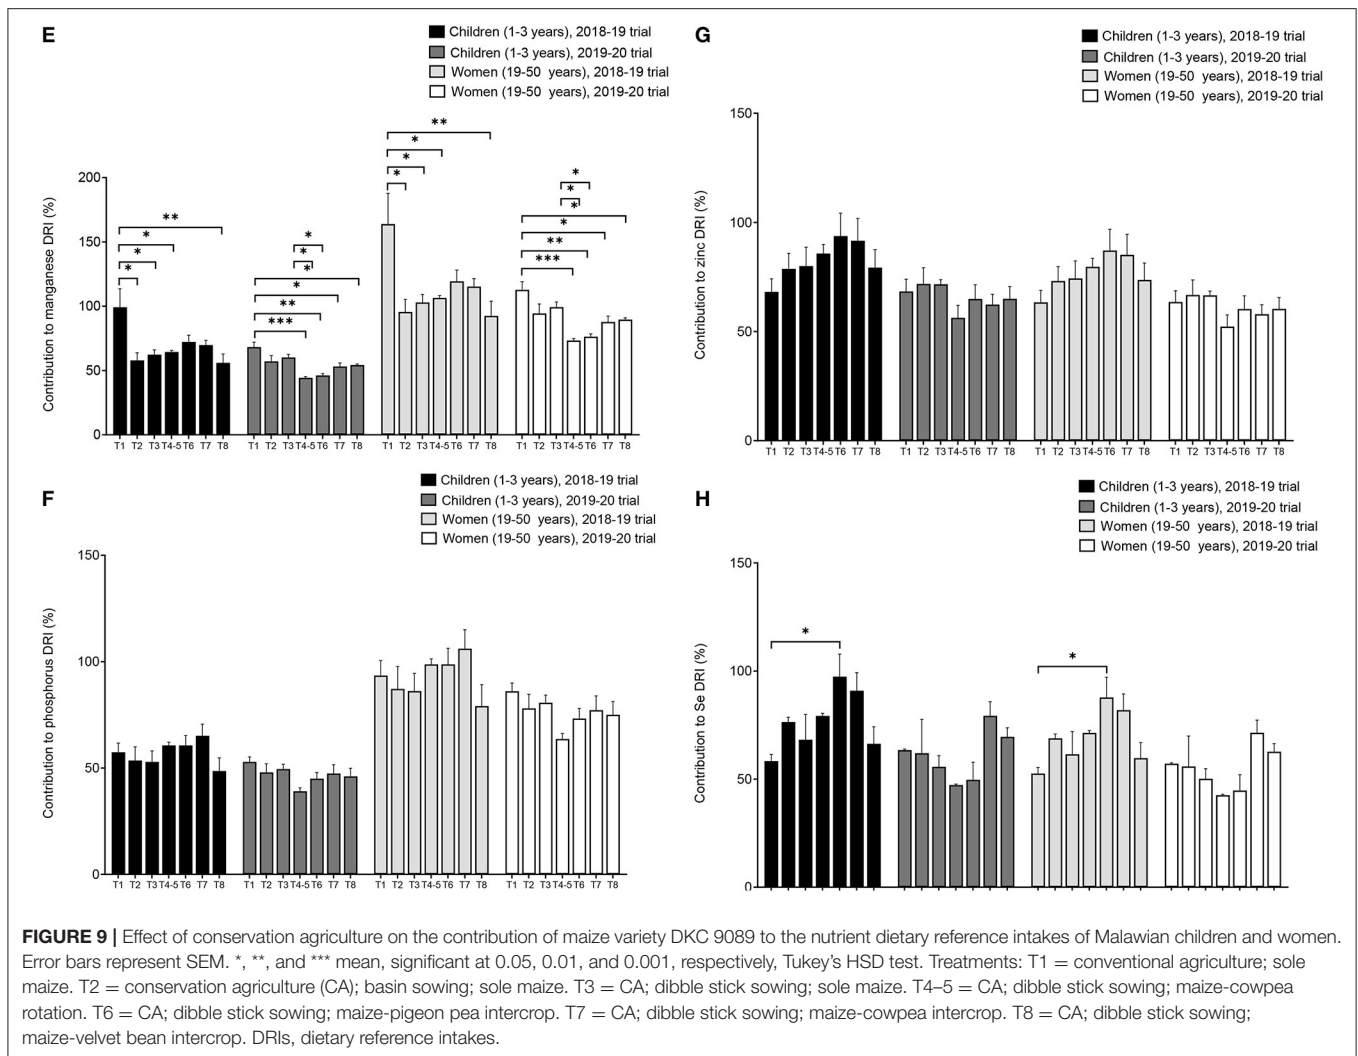 E
Children (1-3 years), 2018-19 trial
Children (1-3 years), 2019-20 trial
Women (19-50 years), 2018-19 trial
Women (19-50 years), 2019-20 trial
Contribution to manganese DRI (%)
200
150
100
50
0
** * * *
* * * * ** ***
** * * *
* * * * ** ***
T1 T2 T3 T4-5 T6 T7 T8
T1 T2 T3 T4-5 T6 T7 T8
T1 T2 T3 T4-5 T6 T7 T8
T1 T2 T3 T4-5 T6 T7 T8
G
Children (1-3 years), 2018-19 trial
Children (1-3 years), 2019-20 trial
Women (19-50 years), 2018-19 trial
Women (19-50 years), 2019-20 trial
Contribution to zinc DRI (%)
150
100
50
0
T1 T2 T3 T4-5 T6 T7 T8
T1 T2 T3 T4-5 T6 T7 T8
T1 T2 T3 T4-5 T6 T7 T8
T1 T2 T3 T4-5 T6 T7 T8
F
Children (1-3 years), 2018-19 trial
Children (1-3 years), 2019-20 trial
Women (19-50 years), 2018-19 trial
Women (19-50 years), 2019-20 trial
Contribution to phosphorus DRI (%)
150
100
50
0
T1 T2 T3 T4-5 T6 T7 T8
T1 T2 T3 T4-5 T6 T7 T8
T1 T2 T3 T4-5 T6 T7 T8
T1 T2 T3 T4-5 T6 T7 T8
H
Children (1-3 years), 2018-19 trial
Children (1-3 years), 2019-20 trial
Women (19-50 years), 2018-19 trial
Women (19-50 years), 2019-20 trial
Contribution to Se DRI (%)
150
100
50
0
*
*
FIGURE 9 | Effect of conservation agriculture on the contribution of maize variety DKC 9089 to the nutrient dietary reference intakes of Malawian children and women.
Error bars represent SEM. *, **, and *** mean, significant at 0.05, 0.01, and 0.001, respectively, Tukey's HSD test. Treatments: T1 = conventional agriculture; sole
maize. T2 = conservation agriculture (CA); basin sowing; sole maize. T3 = CA; dibble stick sowing; sole maize. T4–5 = CA; dibble stick sowing; maize-cowpea
rotation. T6 = CA; dibble stick sowing; maize-pigeon pea intercrop. T7 = CA; dibble stick sowing; maize-cowpea intercrop. T8 = CA; dibble stick sowing;
maize-velvet bean intercrop. DRIs, dietary reference intakes.